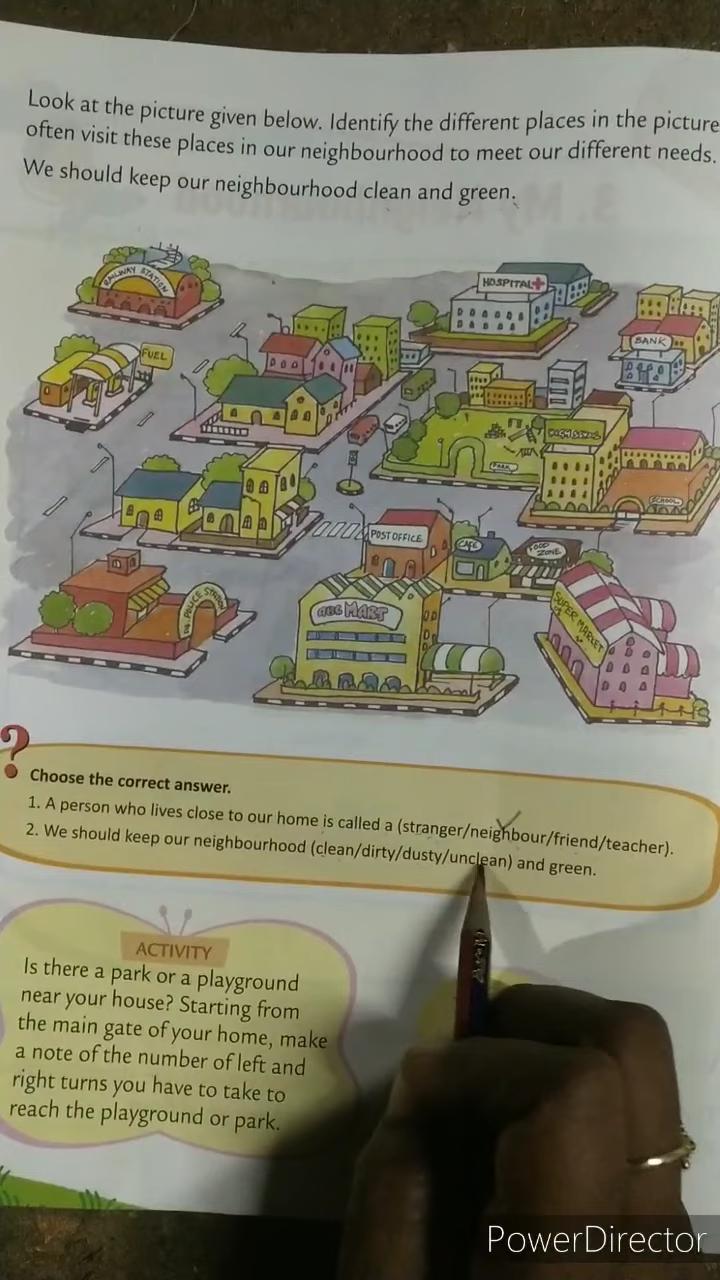 Look at the picture given below. Identify the different places in the picture
often visit these places in our neighbourhood to meet our different needs.
We should keep our neighbourhood clean and green.
RAILWAY STATION
HOSPITAL
BANK
FUEL
HIGH SCHOOL
PARK
SCHOOL
POST OFFICE
CAFE
FOOD ZONE
POLICE STATION
ABC MART
SUPER MARKET
?
Choose the correct answer.
1. A person who lives close to our home is called a (stranger/neighbour/friend/teacher).
2. We should keep our neighbourhood (clean/dirty/dusty/unclean) and green.
ACTIVITY
Is there a park or a playground
near your house? Starting from
the main gate of your home, make
a note of the number of left and
right turns you have to take to
reach the playground or park.
PowerDirector